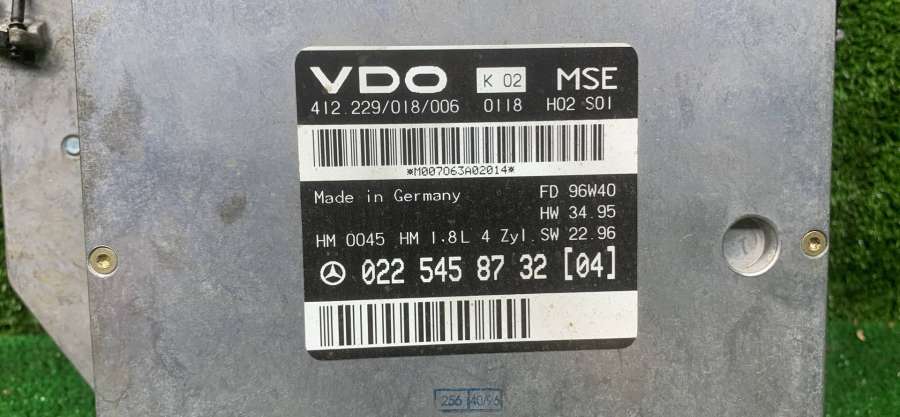 VDO K 02 MSE
412.229/018/006 0118 H02 S01
*M007063A02014*
Made in Germany FD 96W40
HW 34.95
HM 0045 HM 1.8L 4 Zyl. SW 22.96
022 545 87 32 [04]
256 40/96